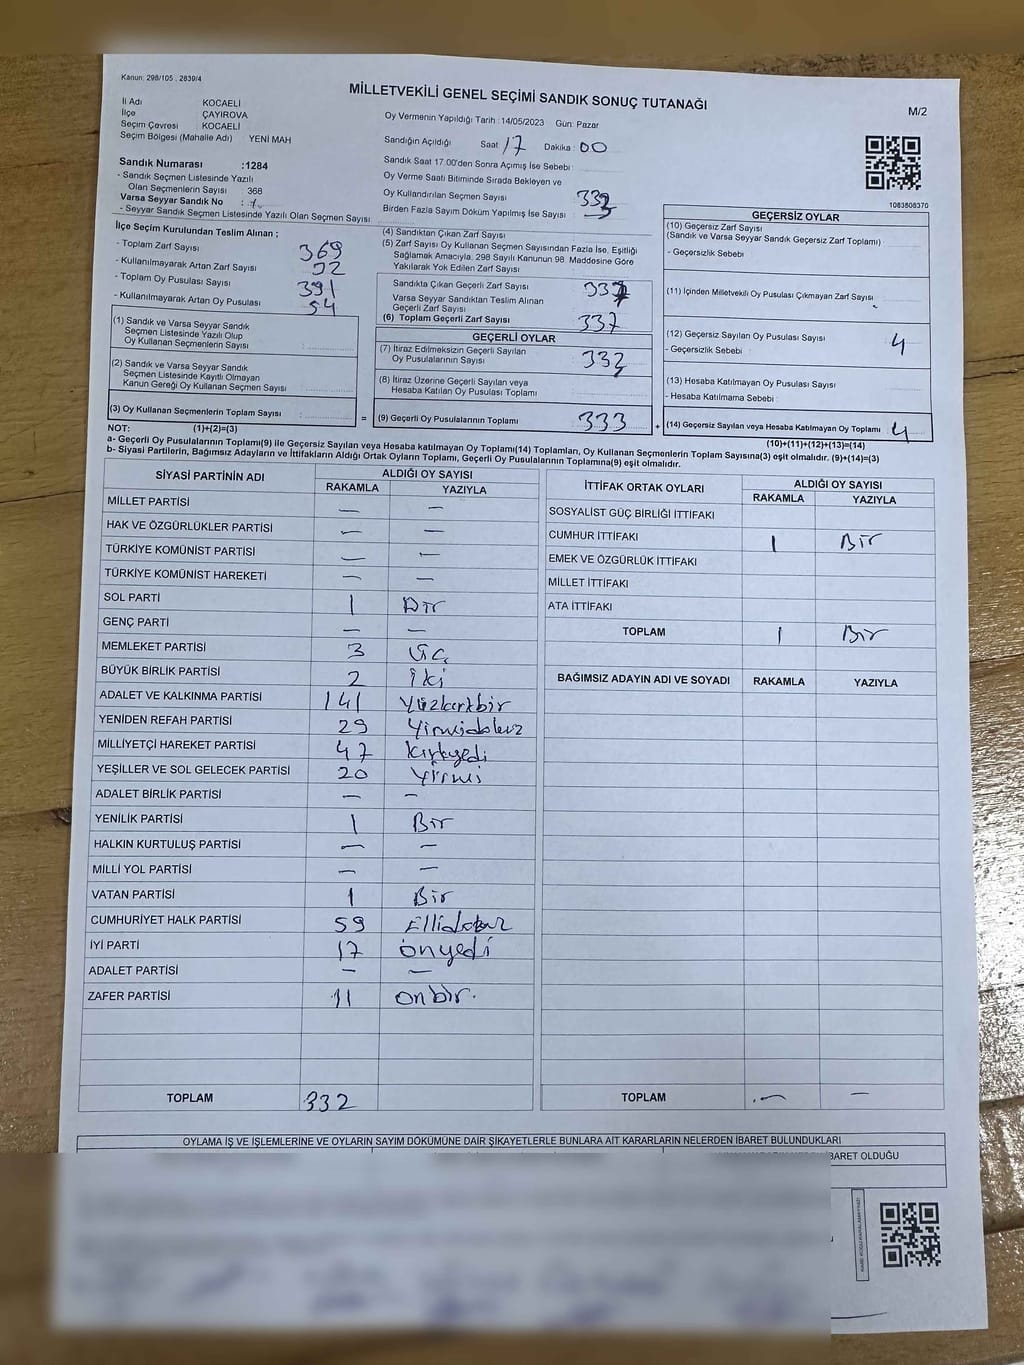 Kanun: 298/105 , 2839/4
MİLLETVEKİLİ GENEL SEÇİMİ SANDIK SONUÇ TUTANAĞI
M/2
İl Adı : KOCAELİ
İlçe : ÇAYIROVA
Seçim Çevresi : KOCAELİ
Seçim Bölgesi (Mahalle Adı) YENİ MAH
Oy Vermenin Yapıldığı Tarih :14/05/2023 Gün: Pazar
Sandığın Açıldığı Saat : 17 Dakika : 00
Sandık Saat 17:00'den Sonra Açımış İse Sebebi :
Oy Verme Saati Bitiminde Sırada Bekleyen ve
Oy Kullandırılan Seçmen Sayısı
Birden Fazla Sayım Döküm Yapılmış İse Sayısı :
Sandık Numarası :1284
- Sandık Seçmen Listesinde Yazılı
Olan Seçmenlerin Sayısı : 368
Varsa Seyyar Sandık No :
- Seyyar Sandık Seçmen Listesinde Yazılı Olan Seçmen Sayısı :
1083608370
İlçe Seçim Kurulundan Teslim Alınan ;
- Toplam Zarf Sayısı 369
- Kullanılmayarak Artan Zarf Sayısı
- Toplam Oy Pusulası Sayısı 391
- Kullanılmayarak Artan Oy Pusulası 54
(1) Sandık ve Varsa Seyyar Sandık
Seçmen Listesinde Yazılı Olup
Oy Kullanan Seçmenlerin Sayısı :
(2) Sandık ve Varsa Seyyar Sandık
Seçmen Listesinde Kayıtlı Olmayan
Kanun Gereği Oy Kullanan Seçmen Sayısı :
(3) Oy Kullanan Seçmenlerin Toplam Sayısı :
(4) Sandıktan Çıkan Zarf Sayısı
(5) Zarf Sayısı Oy Kullanan Seçmen Sayısından Fazla İse, Eşitliği
Sağlamak Amacıyla, 298 Sayılı Kanunun 98. Maddesine Göre
Yakılarak Yok Edilen Zarf Sayısı :
Sandıkta Çıkan Geçerli Zarf Sayısı : 337
Varsa Seyyar Sandıktan Teslim Alınan
Geçerli Zarf Sayısı
(6) Toplam Geçerli Zarf Sayısı : 337
GEÇERLİ OYLAR
(7) İtiraz Edilmeksizin Geçerli Sayılan
Oy Pusulalarının Sayısı :
(8) İtiraz Üzerine Geçerli Sayılan veya
Hesaba Katılan Oy Pusulası Toplamı :
= (9) Geçerli Oy Pusulalarının Toplamı : 333
GEÇERSİZ OYLAR
(10) Geçersiz Zarf Sayısı
(Sandık ve Varsa Seyyar Sandık Geçersiz Zarf Toplamı) :
- Geçersizlik Sebebi :
(11) İçinden Milletvekili Oy Pusulası Çıkmayan Zarf Sayısı :
(12) Geçersiz Sayılan Oy Pusulası Sayısı : 4
- Geçersizlik Sebebi :
(13) Hesaba Katılmayan Oy Pusulası Sayısı :
- Hesaba Katılmama Sebebi :
+ (14) Geçersiz Sayılan veya Hesaba Katılmayan Oy Toplamı : 4
NOT: (1)+(2)=(3)
(10)+(11)+(12)+(13)=(14)
a- Geçerli Oy Pusulalarının Toplamı(9) ile Geçersiz Sayılan veya Hesaba katılmayan Oy Toplamı(14) Toplamları, Oy Kullanan Seçmenlerin Toplam Sayısına(3) eşit olmalıdır. (9)+(14)=(3)
b- Siyasi Partilerin, Bağımsız Adayların ve İttifakların Aldığı Ortak Oyların Toplamı, Geçerli Oy Pusulalarının Toplamına(9) eşit olmalıdır.
SİYASİ PARTİNİN ADI ALDIĞI OY SAYISI
RAKAMLA YAZIYLA
MİLLET PARTİSİ — —
HAK VE ÖZGÜRLÜKLER PARTİSİ — —
TÜRKİYE KOMÜNİST PARTİSİ — —
TÜRKİYE KOMÜNİST HAREKETİ — —
SOL PARTİ 1 Bir
GENÇ PARTİ — —
MEMLEKET PARTİSİ 3 Üç
BÜYÜK BİRLİK PARTİSİ 2 İki
ADALET VE KALKINMA PARTİSİ 141 Yüzkırkbir
YENİDEN REFAH PARTİSİ 29 Yirmidokuz
MİLLİYETÇİ HAREKET PARTİSİ 47 Kırkyedi
YEŞİLLER VE SOL GELECEK PARTİSİ 20 Yirmi
ADALET BİRLİK PARTİSİ — —
YENİLİK PARTİSİ 1 Bir
HALKIN KURTULUŞ PARTİSİ — —
MİLLİ YOL PARTİSİ — —
VATAN PARTİSİ 1 Bir
CUMHURİYET HALK PARTİSİ 59 Ellidokuz
İYİ PARTİ 17 onyedi
ADALET PARTİSİ — —
ZAFER PARTİSİ 11 onbir.
TOPLAM 332
İTTİFAK ORTAK OYLARI ALDIĞI OY SAYISI
RAKAMLA YAZIYLA
SOSYALİST GÜÇ BİRLİĞİ İTTİFAKI
CUMHUR İTTİFAKI 1 Bir
EMEK VE ÖZGÜRLÜK İTTİFAKI
MİLLET İTTİFAKI
ATA İTTİFAKI
TOPLAM 1 Bir
BAĞIMSIZ ADAYIN ADI VE SOYADI RAKAMLA YAZIYLA
TOPLAM — —
OYLAMA İŞ VE İŞLEMLERİNE VE OYLARIN SAYIM DÖKÜMÜNE DAİR ŞİKAYETLERLE BUNLARA AİT KARARLARIN NELERDEN İBARET BULUNDUKLARI
İBARET OLDUĞU